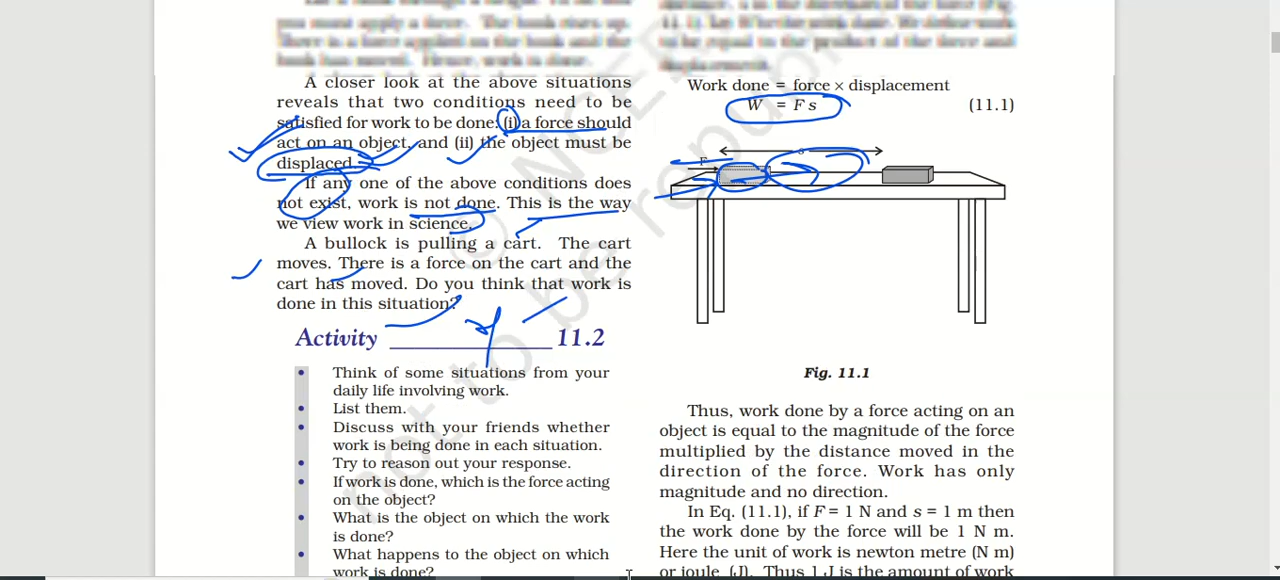 A closer look at the above situations
reveals that two conditions need to be
satisfied for work to be done: (i) a force should
act on an object, and (ii) the object must be
displaced.
If any one of the above conditions does
not exist, work is not done. This is the way
we view work in science.
A bullock is pulling a cart. The cart
moves. There is a force on the cart and the
cart has moved. Do you think that work is
done in this situation?
Activity ______________ 11.2
• Think of some situations from your
daily life involving work.
• List them.
• Discuss with your friends whether
work is being done in each situation.
• Try to reason out your response.
• If work is done, which is the force acting
on the object?
• What is the object on which the work
is done?
• What happens to the object on which
work is done?
Work done = force × displacement
W = F s (11.1)
F
s
Fig. 11.1
Thus, work done by a force acting on an
object is equal to the magnitude of the force
multiplied by the distance moved in the
direction of the force. Work has only
magnitude and no direction.
In Eq. (11.1), if F = 1 N and s = 1 m then
the work done by the force will be 1 N m.
Here the unit of work is newton metre (N m)
or joule (J). Thus 1 J is the amount of work
not to be repu